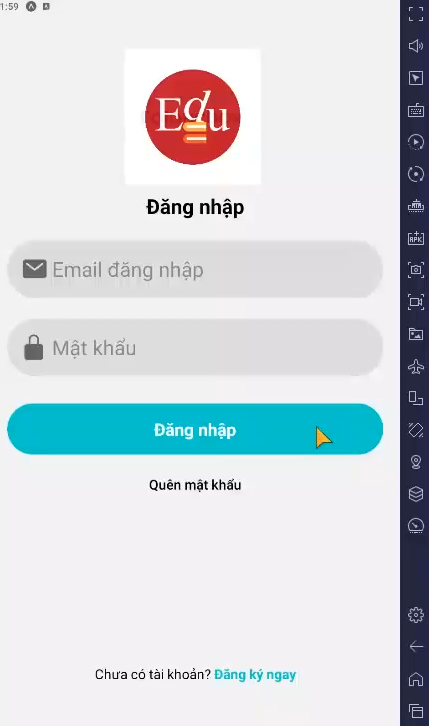 1:59
Edu
Đăng nhập
Email đăng nhập
Mật khẩu
Đăng nhập
Quên mật khẩu
Chưa có tài khoản? Đăng ký ngay
APK